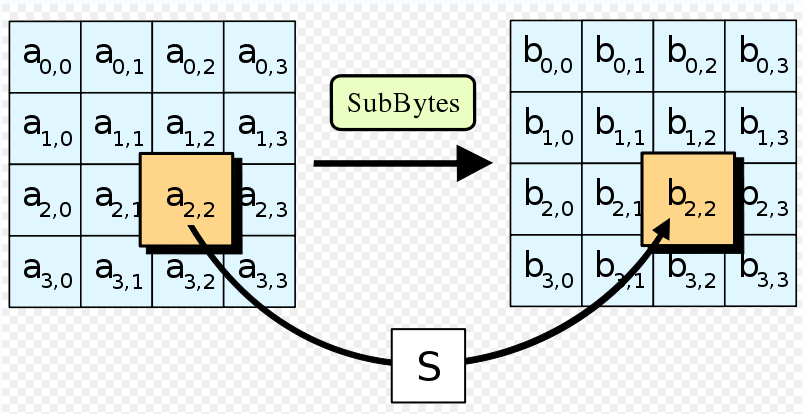 a0,0 a0,1 a0,2 a0,3
b0,0 b0,1 b0,2 b0,3
SubBytes
a1,0 a1,1 a1,2 a1,3
b1,0 b1,1 b1,2 b1,3
a2,0 a2,1 a2,2 a2,3
b2,0 b2,1 b2,2 b2,3
a3,0 a3,1 a3,2 a3,3
b3,0 b3,1 b3,2 b3,3
S